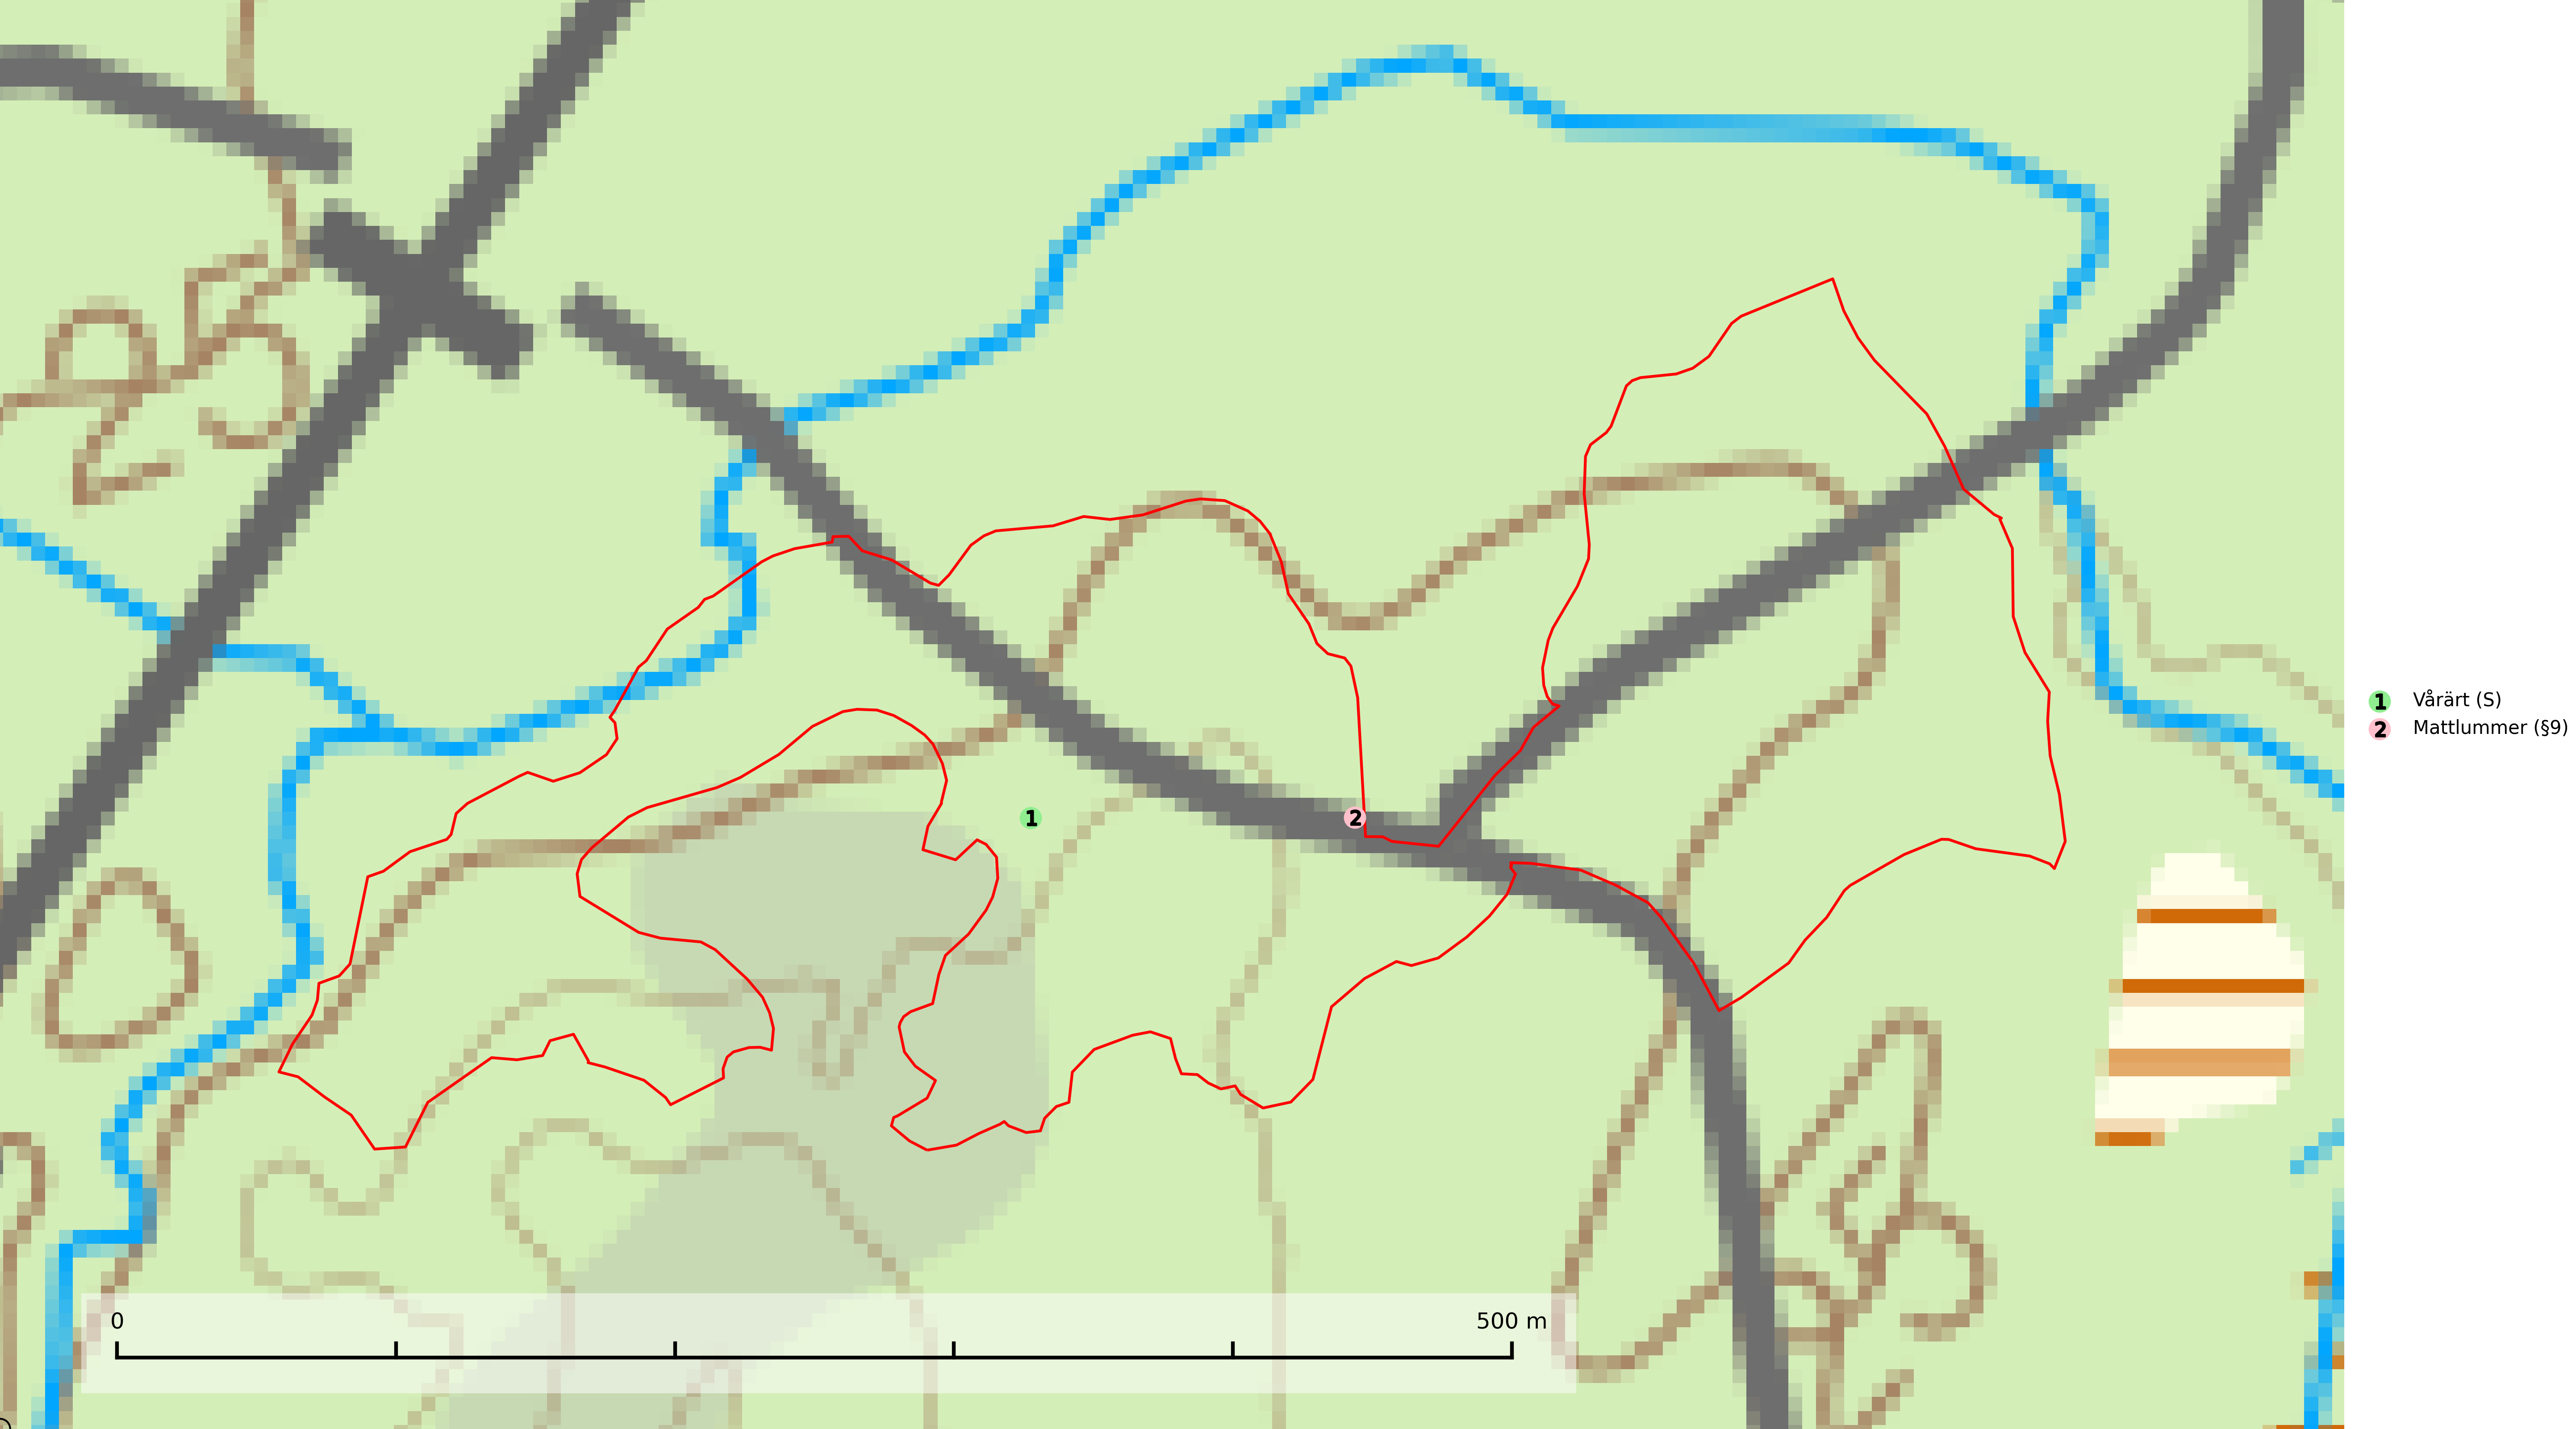 1 Vårärt (S)
2 Mattlummer (§9)
1
2
0 500 m